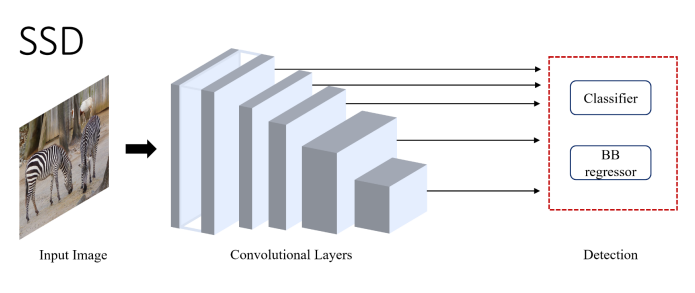 SSD
Classifier
BB
regressor
Input Image
Convolutional Layers
Detection